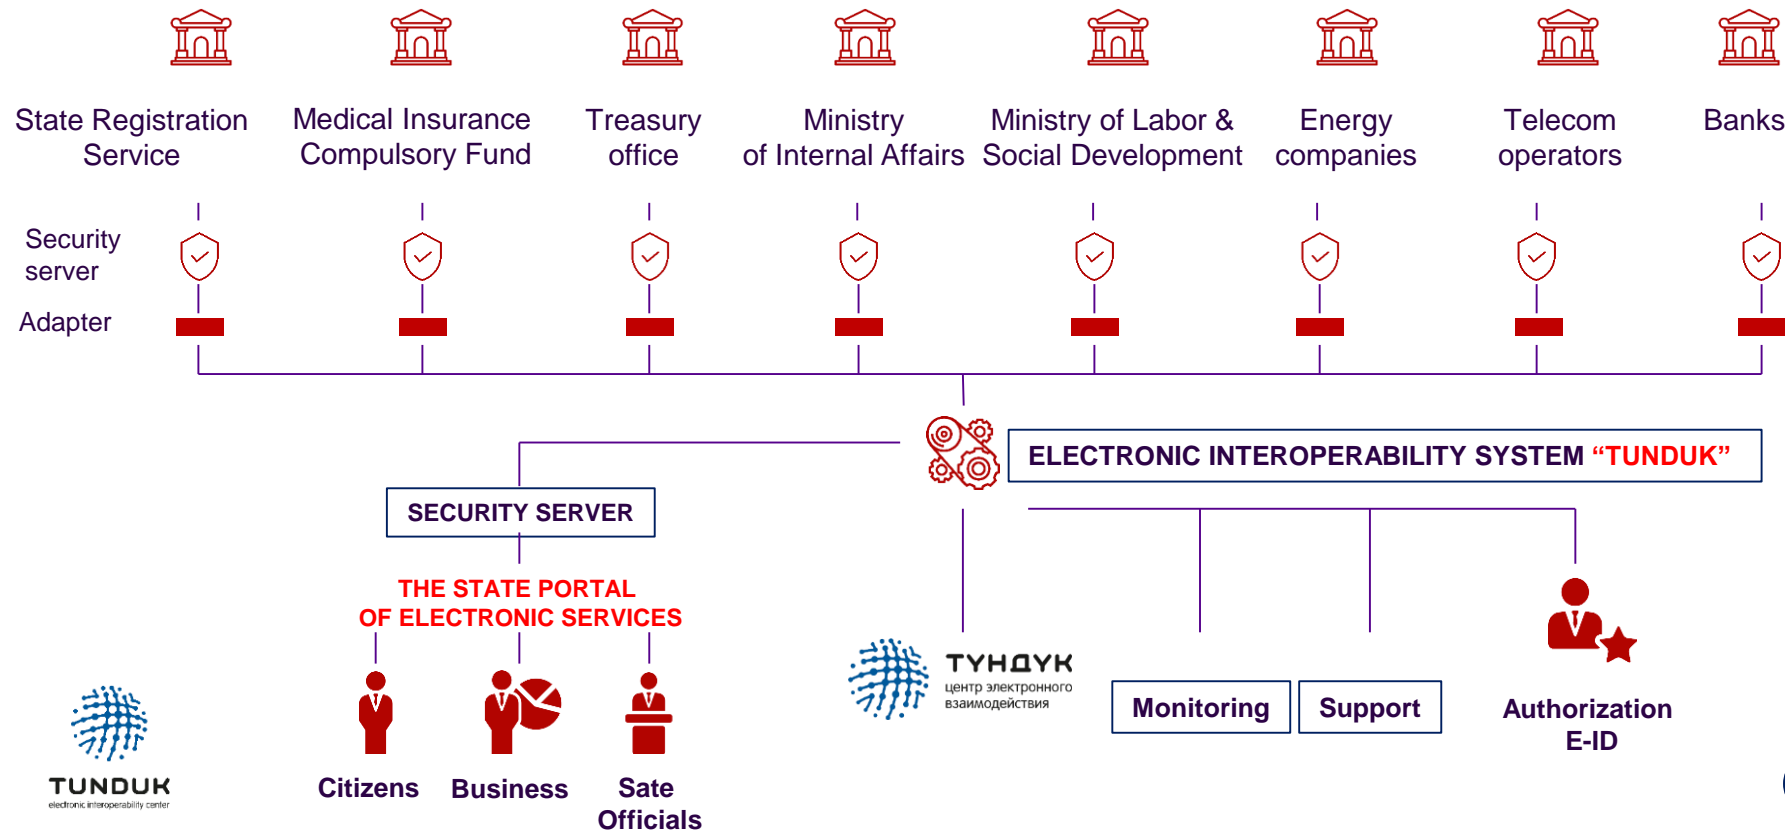 State Registration
Service
Medical Insurance
Compulsory Fund
Treasury
office
Ministry
of Internal Affairs
Ministry of Labor &
Social Development
Energy
companies
Telecom
operators
Banks
Security
server
Adapter
ELECTRONIC INTEROPERABILITY SYSTEM “TUNDUK”
SECURITY SERVER
THE STATE PORTAL
OF ELECTRONIC SERVICES
Citizens
Business
Sate
Officials
ТҮНДҮК
центр электронного
взаимодействия
Monitoring
Support
Authorization
E-ID
TUNDUK
electronic interoperability center